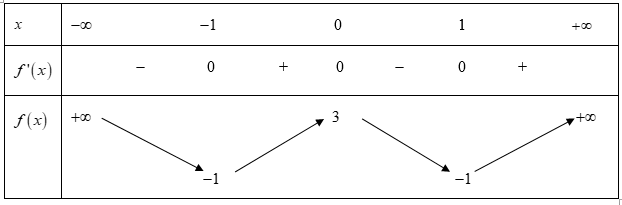 x −∞ −1 0 1 +∞
f'(x) − 0 + 0 − 0 +
f(x) +∞ 3 +∞
−1 −1